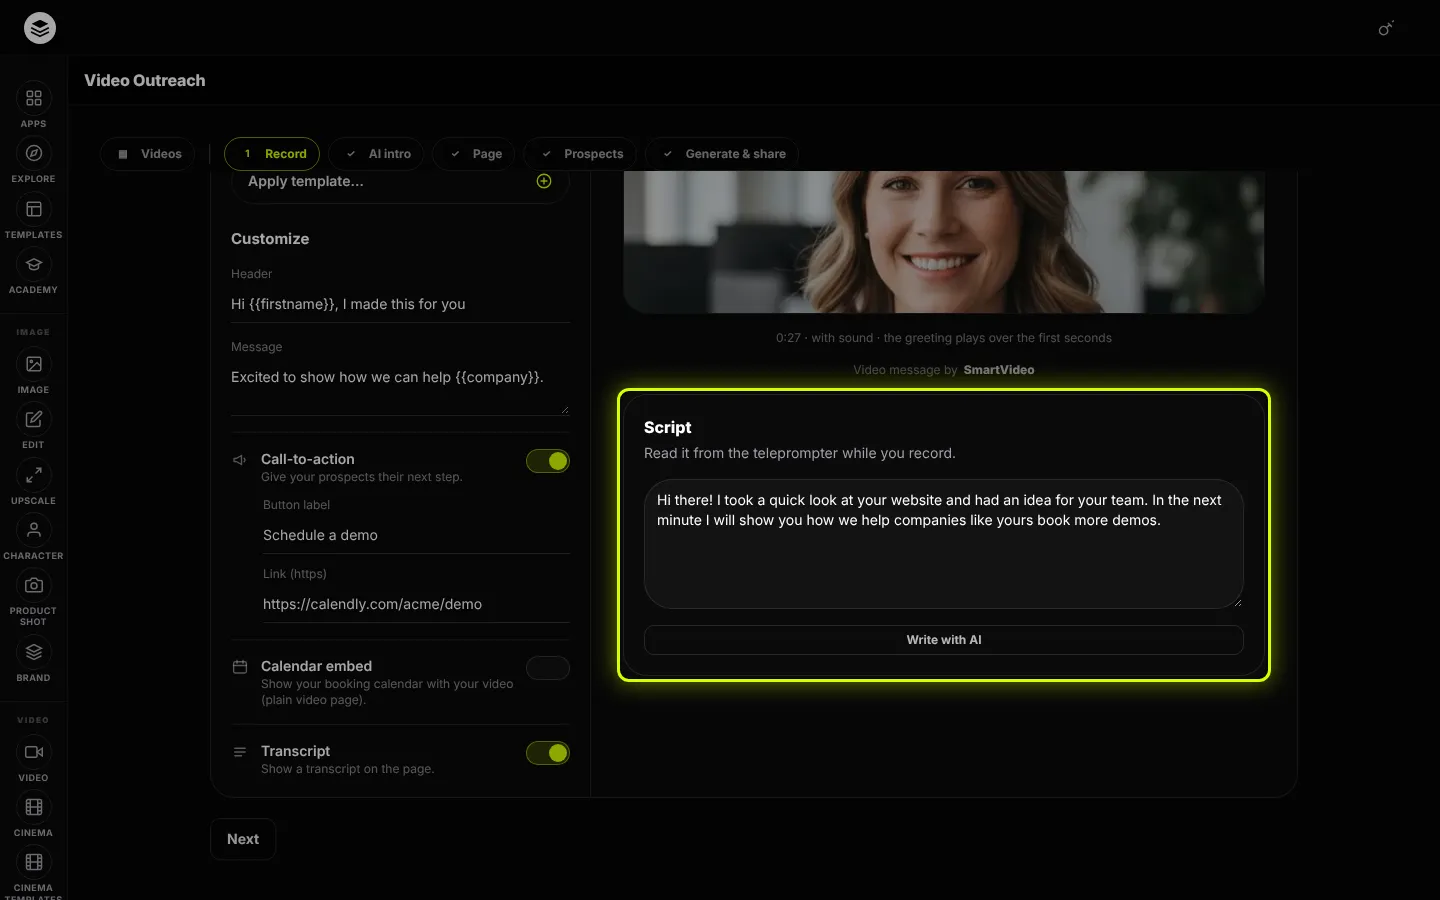 Video Outreach
APPS
EXPLORE
TEMPLATES
ACADEMY
IMAGE
IMAGE
EDIT
UPSCALE
CHARACTER
PRODUCT
SHOT
BRAND
VIDEO
VIDEO
CINEMA
CINEMA
TEMPLATES
Videos
1 Record
AI intro
Page
Prospects
Generate & share
Apply template...
Customize
Header
Hi {{firstname}}, I made this for you
Message
Excited to show how we can help {{company}}.
Call-to-action
Give your prospects their next step.
Button label
Schedule a demo
Link (https)
https://calendly.com/acme/demo
Calendar embed
Show your booking calendar with your video
(plain video page).
Transcript
Show a transcript on the page.
0:27 · with sound · the greeting plays over the first seconds
Video message by SmartVideo
Script
Read it from the teleprompter while you record.
Hi there! I took a quick look at your website and had an idea for your team. In the next
minute I will show you how we help companies like yours book more demos.
Write with AI
Next